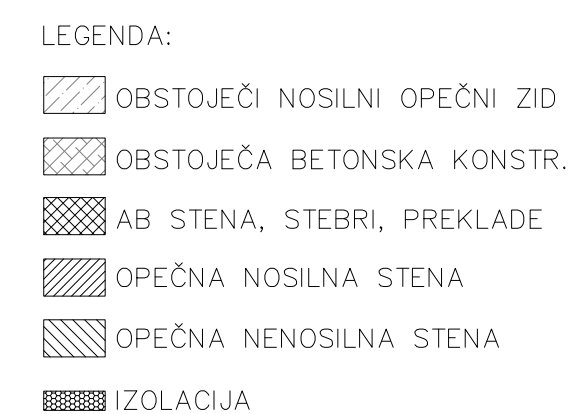 LEGENDA:
OBSTOJEČI NOSILNI OPEČNI ZID
OBSTOJEČA BETONSKA KONSTR.
AB STENA, STEBRI, PREKLADE
OPEČNA NOSILNA STENA
OPEČNA NENOSILNA STENA
IZOLACIJA